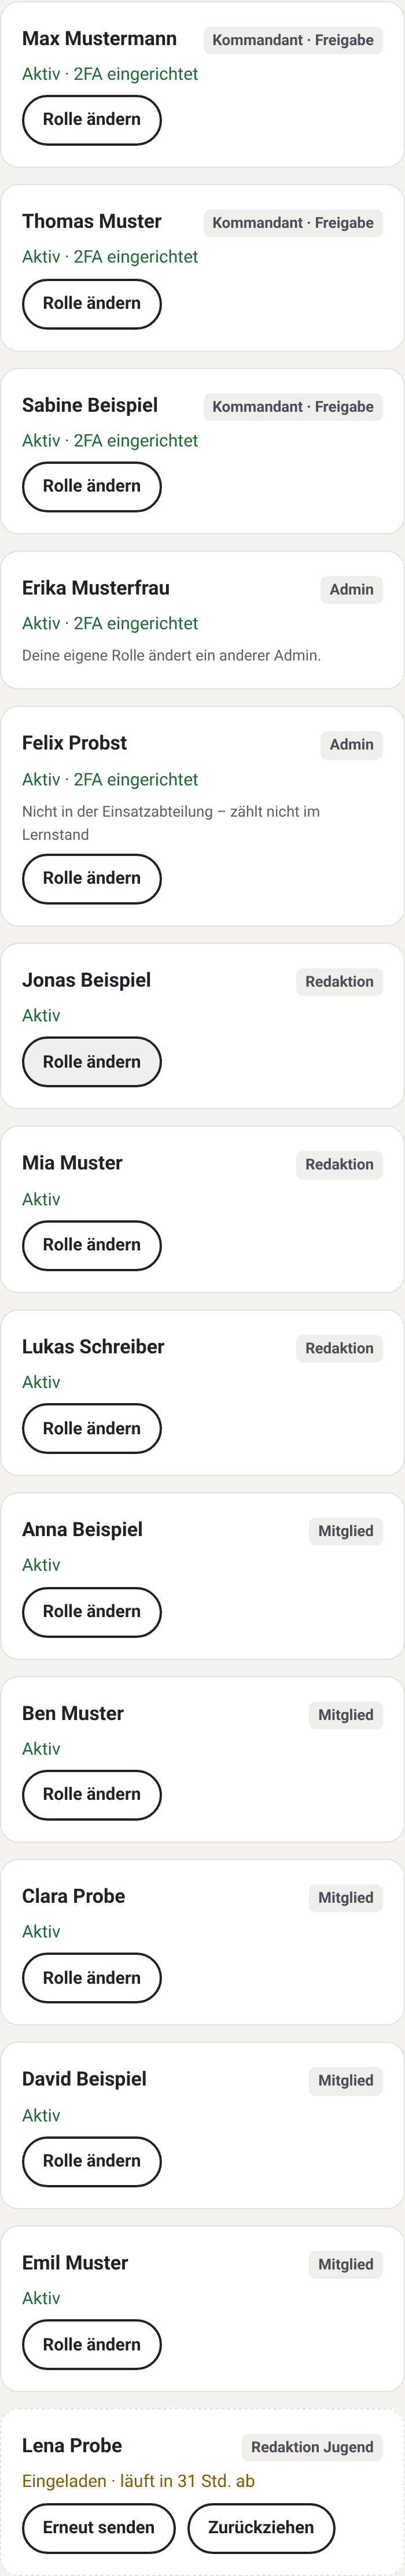 Max Mustermann Kommandant · Freigabe
Aktiv · 2FA eingerichtet
Rolle ändern
Thomas Muster Kommandant · Freigabe
Aktiv · 2FA eingerichtet
Rolle ändern
Sabine Beispiel Kommandant · Freigabe
Aktiv · 2FA eingerichtet
Rolle ändern
Erika Musterfrau Admin
Aktiv · 2FA eingerichtet
Deine eigene Rolle ändert ein anderer Admin.
Felix Probst Admin
Aktiv · 2FA eingerichtet
Nicht in der Einsatzabteilung – zählt nicht im
Lernstand
Rolle ändern
Jonas Beispiel Redaktion
Aktiv
Rolle ändern
Mia Muster Redaktion
Aktiv
Rolle ändern
Lukas Schreiber Redaktion
Aktiv
Rolle ändern
Anna Beispiel Mitglied
Aktiv
Rolle ändern
Ben Muster Mitglied
Aktiv
Rolle ändern
Clara Probe Mitglied
Aktiv
Rolle ändern
David Beispiel Mitglied
Aktiv
Rolle ändern
Emil Muster Mitglied
Aktiv
Rolle ändern
Lena Probe Redaktion Jugend
Eingeladen · läuft in 31 Std. ab
Erneut senden Zurückziehen